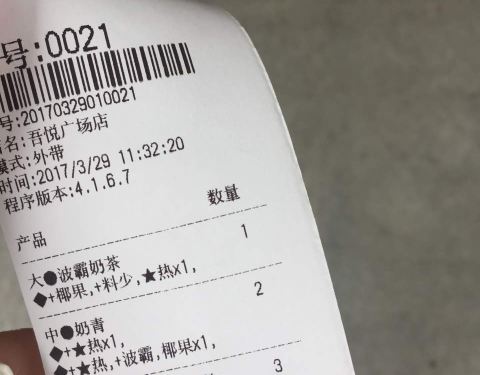 号:0021
号:20170329010021
名:吾悦广场店
模式:外带
时间:2017/3/29 11:32:20
程序版本:4.1.6.7
产品 数量
大●波霸奶茶 1
◆+椰果,+料少,★热x1,
中●奶青 2
◆+★热x1,
◆+★热,+波霸,椰果x1,
3